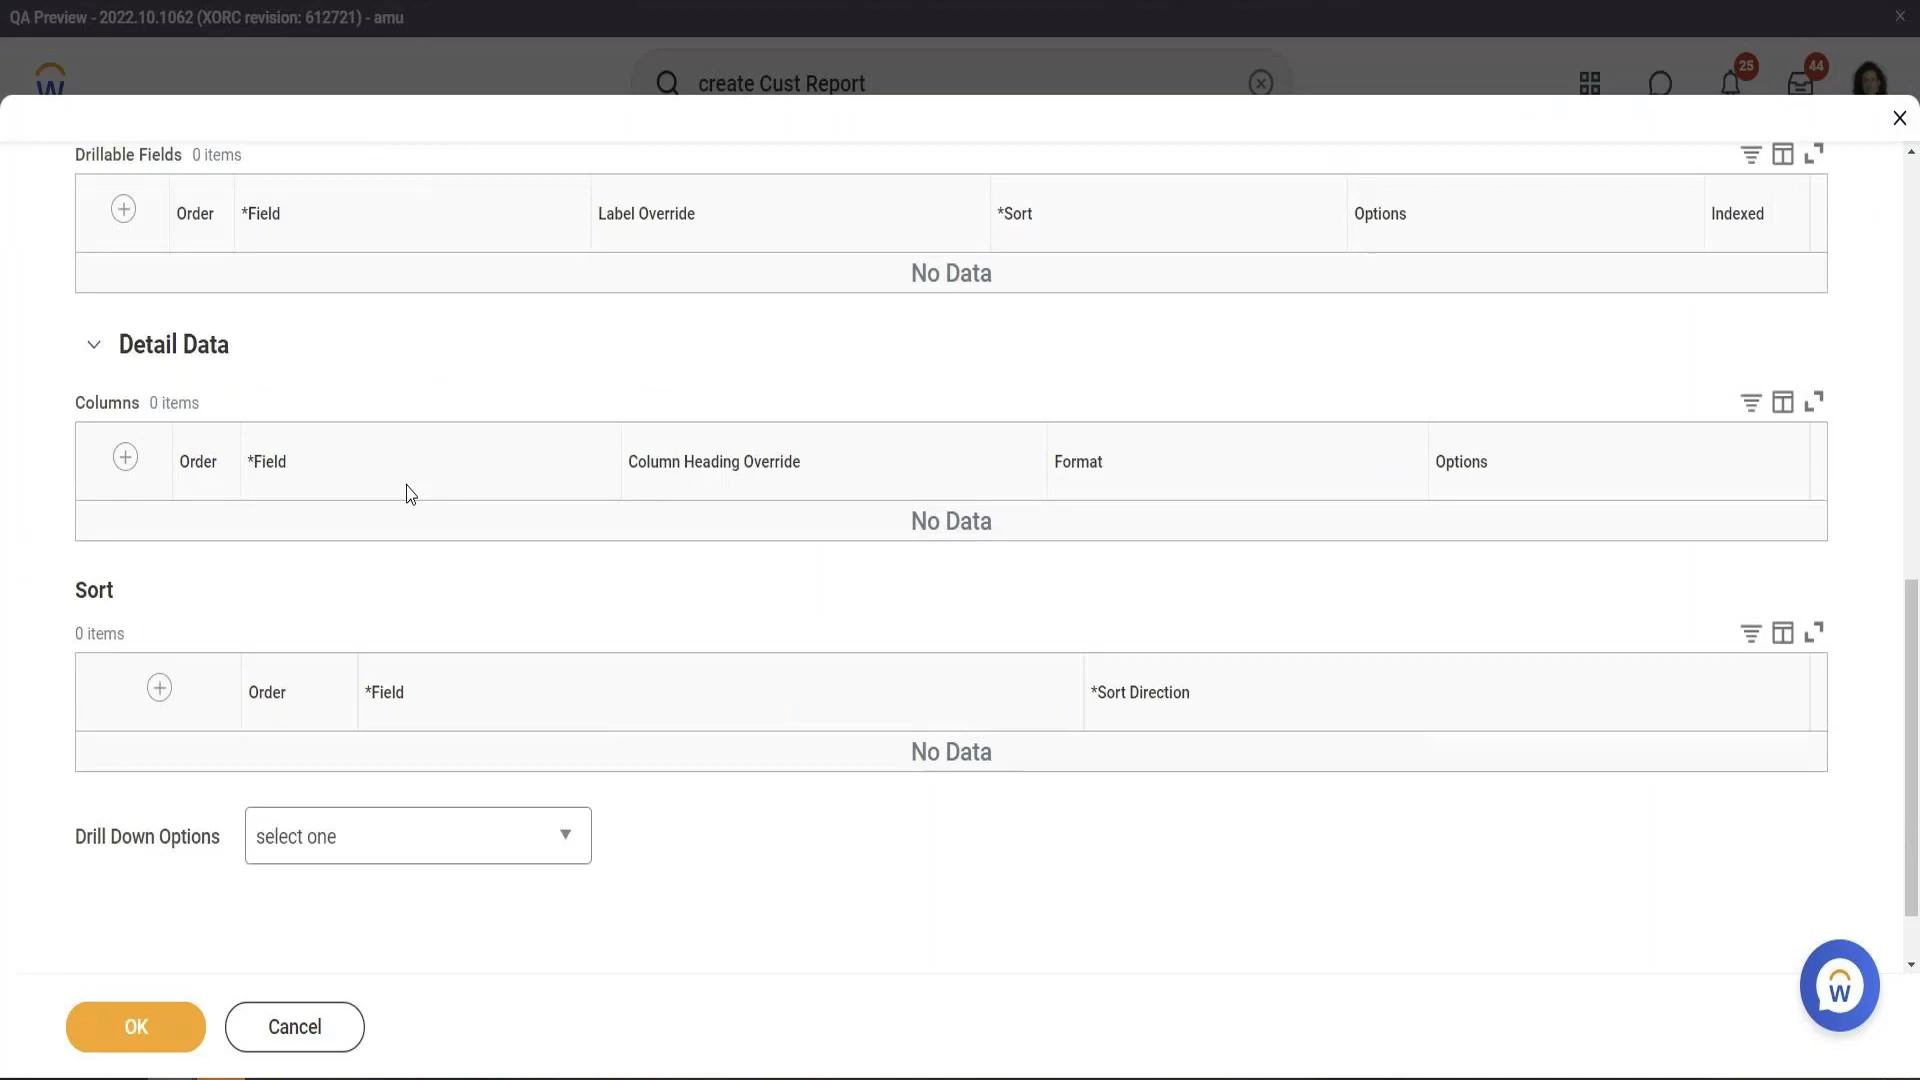 QA Preview - 2022.10.1062 (XORC revision: 612721) - amu
W
create Cust Report
25
44
Drillable Fields 0 items
Order *Field Label Override *Sort Options Indexed
No Data
Detail Data
Columns 0 items
Order *Field Column Heading Override Format Options
No Data
Sort
0 items
Order *Field *Sort Direction
No Data
Drill Down Options select one
W
OK Cancel